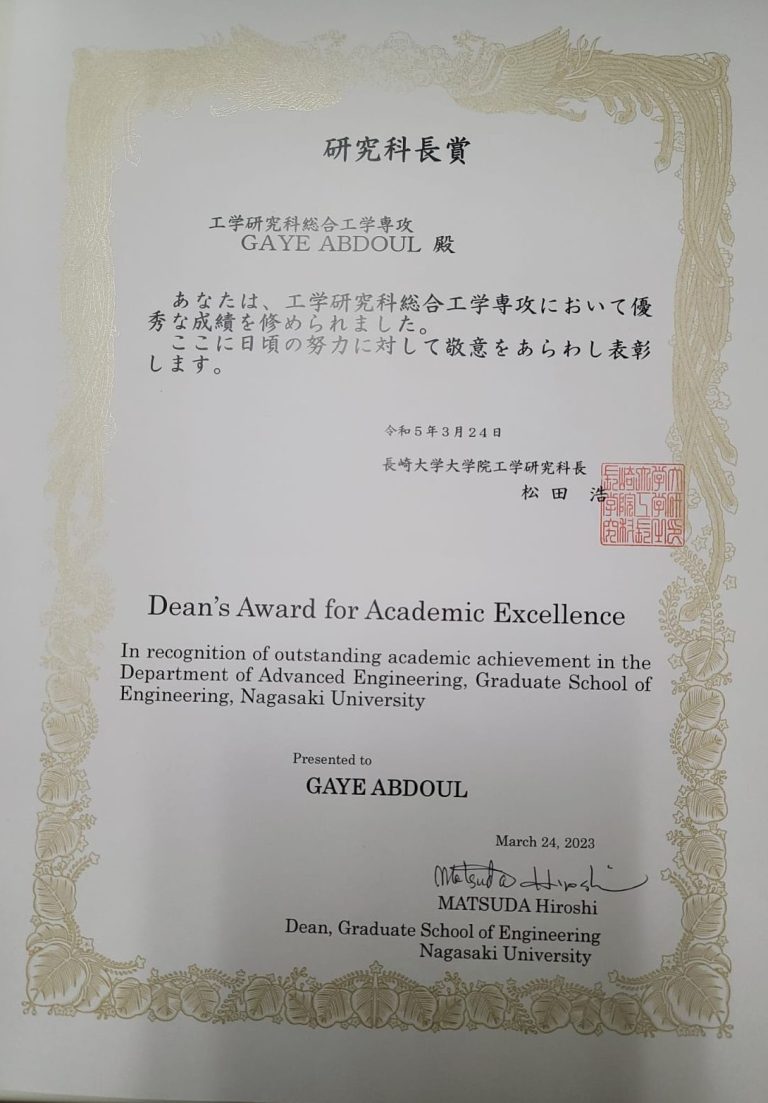 研究科長賞
工学研究科総合工学専攻
GAYE ABDOUL 殿
あなたは、工学研究科総合工学専攻において優
秀な成績を修められました。
ここに日頃の努力に対して敬意をあらわし表彰
します。
令和5年3月24日
長崎大学大学院工学研究科長
松田 浩
Dean's Award for Academic Excellence
In recognition of outstanding academic achievement in the
Department of Advanced Engineering, Graduate School of
Engineering, Nagasaki University
Presented to
GAYE ABDOUL
March 24, 2023
Matsuda Hiroshi
MATSUDA Hiroshi
Dean, Graduate School of Engineering
Nagasaki University